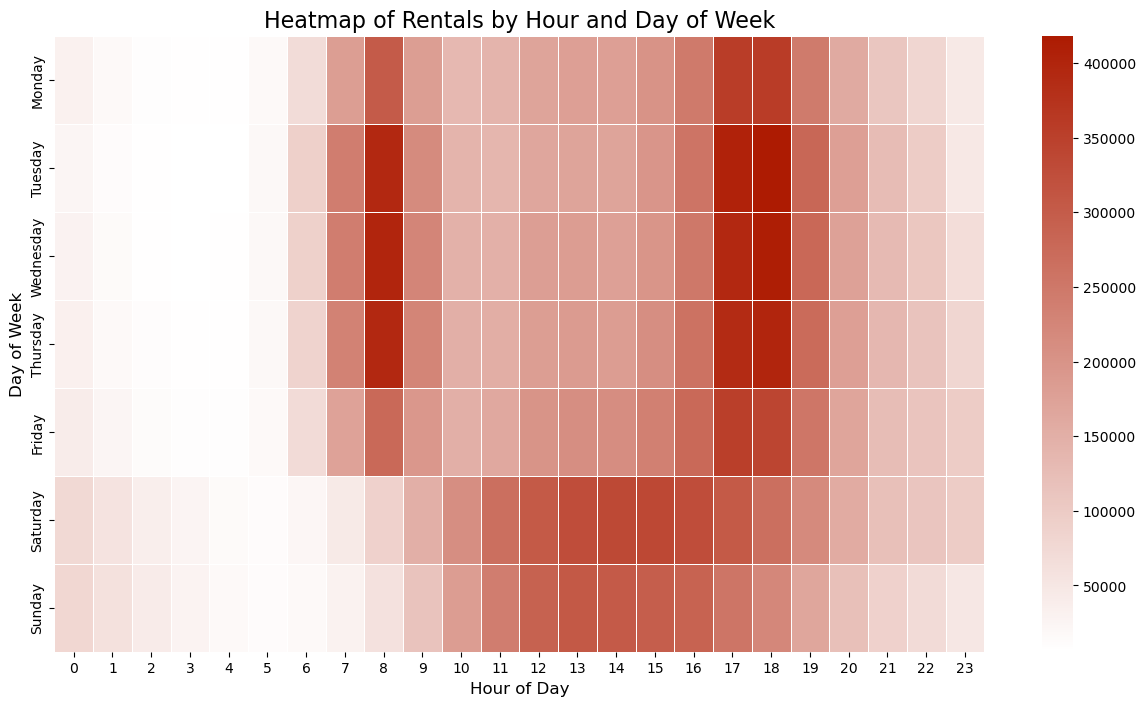 Heatmap of Rentals by Hour and Day of Week
Day of Week
Monday
Tuesday
Wednesday
Thursday
Friday
Saturday
Sunday
0 1 2 3 4 5 6 7 8 9 10 11 12 13 14 15 16 17 18 19 20 21 22 23
Hour of Day
400000
350000
300000
250000
200000
150000
100000
50000